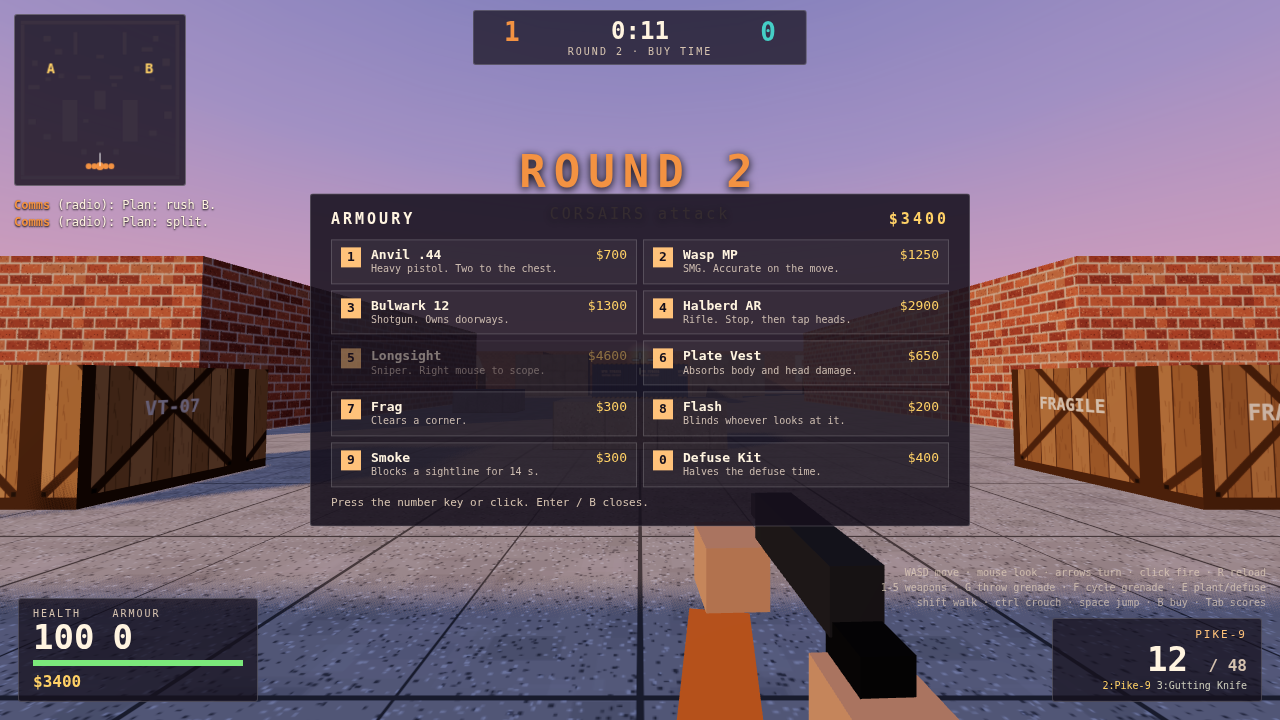 1 0:11 0
ROUND 2 · BUY TIME
A B
Comms (radio): Plan: rush B.
Comms (radio): Plan: split.
ROUND 2
CORSAIRS attack
ARMOURY $3400
1 Anvil .44 $700
Heavy pistol. Two to the chest.
2 Wasp MP $1250
SMG. Accurate on the move.
3 Bulwark 12 $1300
Shotgun. Owns doorways.
4 Halberd AR $2900
Rifle. Stop, then tap heads.
5 Longsight $4600
Sniper. Right mouse to scope.
6 Plate Vest $650
Absorbs body and head damage.
7 Frag $300
Clears a corner.
8 Flash $200
Blinds whoever looks at it.
9 Smoke $300
Blocks a sightline for 14 s.
0 Defuse Kit $400
Halves the defuse time.
Press the number key or click. Enter / B closes.
VT-07
FRAGILE
FRA
WASD move · mouse look · arrows turn · click fire · R reload
1-5 weapons · G throw grenade · F cycle grenade · E plant/defuse
shift walk · ctrl crouch · space jump · B buy · Tab scores
HEALTH ARMOUR
100 0
$3400
PIKE-9
12 / 48
2:Pike-9 3:Gutting Knife